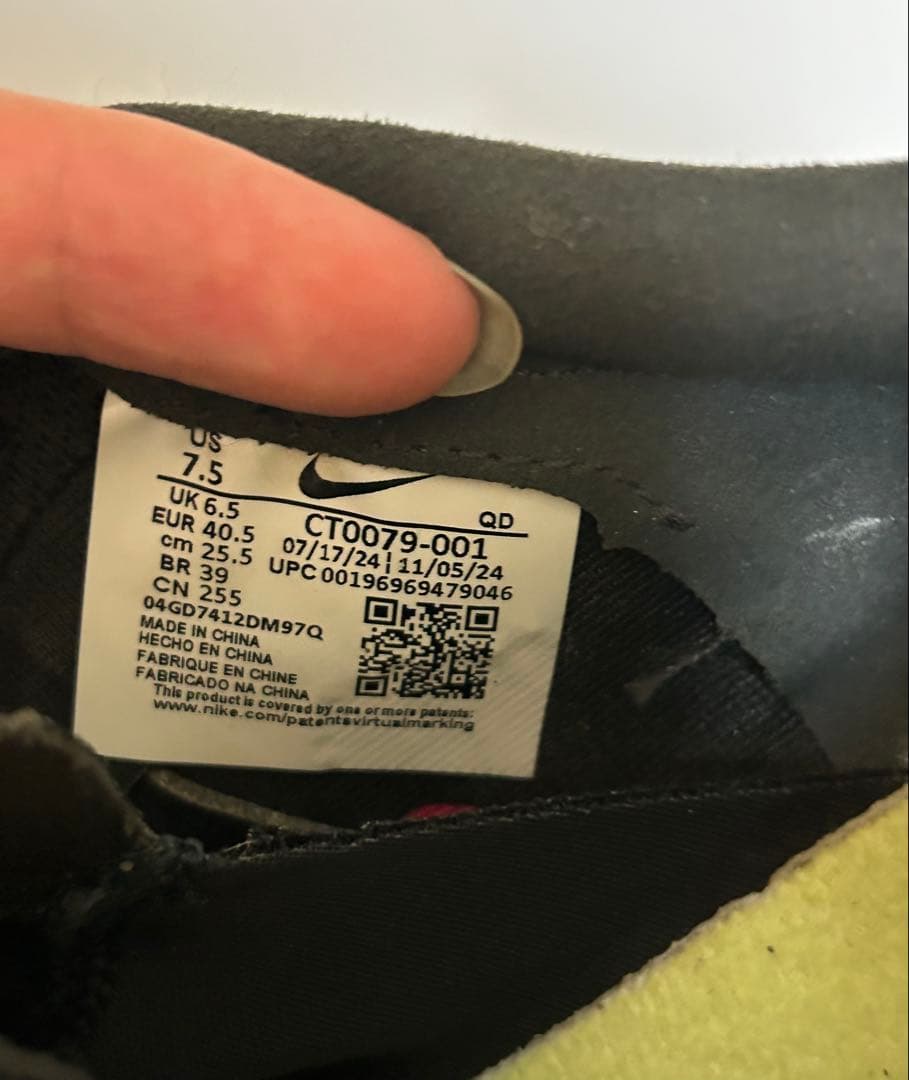 US
7.5
UK 6.5
EUR 40.5
cm 25.5
BR 39
CN 255
QD
CT0079-001
07/17/24 | 11/05/24
UPC 00196969479046
04GD7412DM97Q
MADE IN CHINA
HECHO EN CHINA
FABRIQUE EN CHINE
FABRICADO NA CHINA
This product is covered by one or more patents:
www.nike.com/patentsvirtualmarking